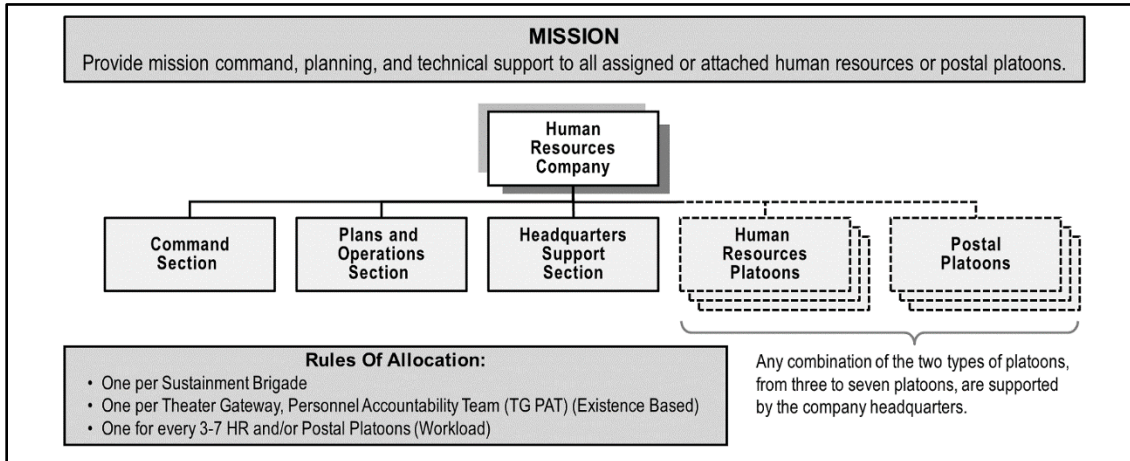 MISSION
Provide mission command, planning, and technical support to all assigned or attached human resources or postal platoons.
Human
Resources
Company
Command
Section
Plans and
Operations
Section
Headquarters
Support
Section
Human
Resources
Platoons
Postal
Platoons
Rules Of Allocation:
• One per Sustainment Brigade
• One per Theater Gateway, Personnel Accountability Team (TG PAT) (Existence Based)
• One for every 3-7 HR and/or Postal Platoons (Workload)
Any combination of the two types of platoons,
from three to seven platoons, are supported
by the company headquarters.